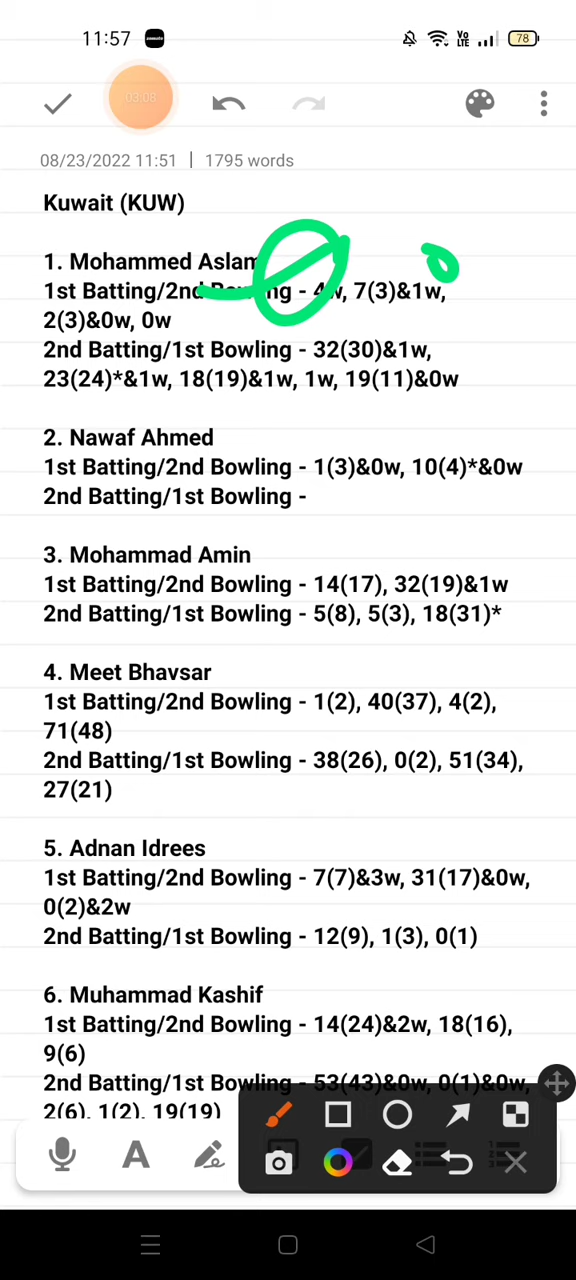 11:57
VO
LTE
78
03:08
08/23/2022 11:51 | 1795 words
Kuwait (KUW)
1. Mohammed Aslam
1st Batting/2nd Bowling - 4w, 7(3)&1w,
2(3)&0w, 0w
2nd Batting/1st Bowling - 32(30)&1w,
23(24)*&1w, 18(19)&1w, 1w, 19(11)&0w
2. Nawaf Ahmed
1st Batting/2nd Bowling - 1(3)&0w, 10(4)*&0w
2nd Batting/1st Bowling -
3. Mohammad Amin
1st Batting/2nd Bowling - 14(17), 32(19)&1w
2nd Batting/1st Bowling - 5(8), 5(3), 18(31)*
4. Meet Bhavsar
1st Batting/2nd Bowling - 1(2), 40(37), 4(2),
71(48)
2nd Batting/1st Bowling - 38(26), 0(2), 51(34),
27(21)
5. Adnan Idrees
1st Batting/2nd Bowling - 7(7)&3w, 31(17)&0w,
0(2)&2w
2nd Batting/1st Bowling - 12(9), 1(3), 0(1)
6. Muhammad Kashif
1st Batting/2nd Bowling - 14(24)&2w, 18(16),
9(6)
2nd Batting/1st Bowling - 53(43)&0w, 0(1)&0w,
2(6), 1(2), 19(19)
A